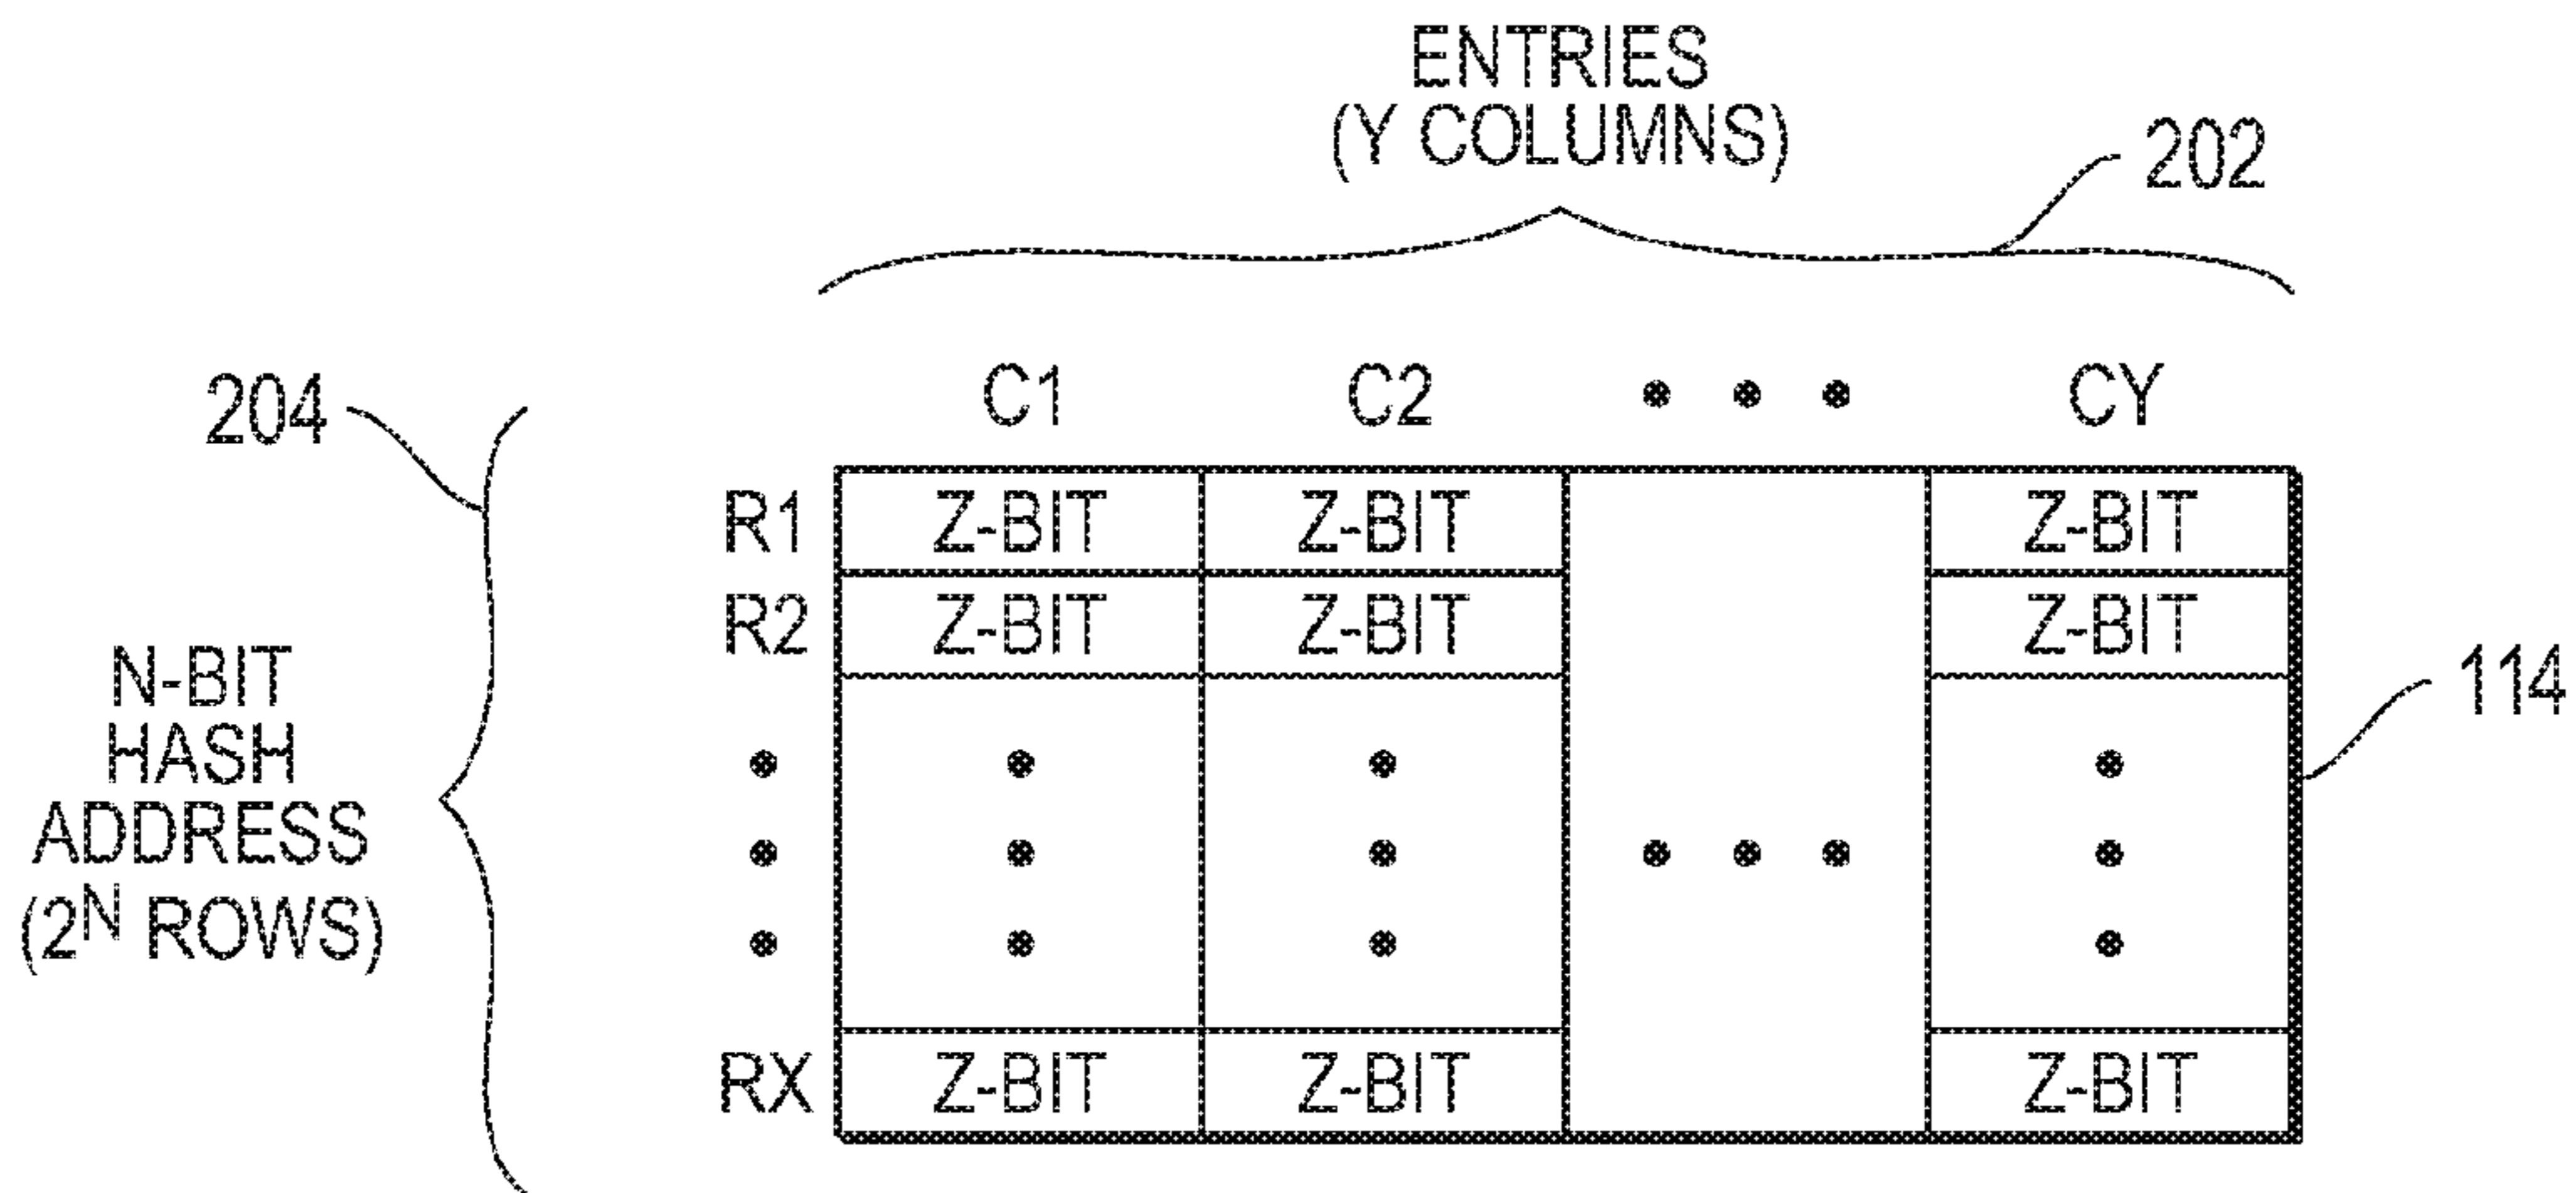 ENTRIES
(Y COLUMNS)
202
204
C1 C2 • • • CY
R1 Z-BIT Z-BIT Z-BIT
R2 Z-BIT Z-BIT Z-BIT
114
N-BIT
HASH
ADDRESS
(2^N ROWS)
RX Z-BIT Z-BIT Z-BIT